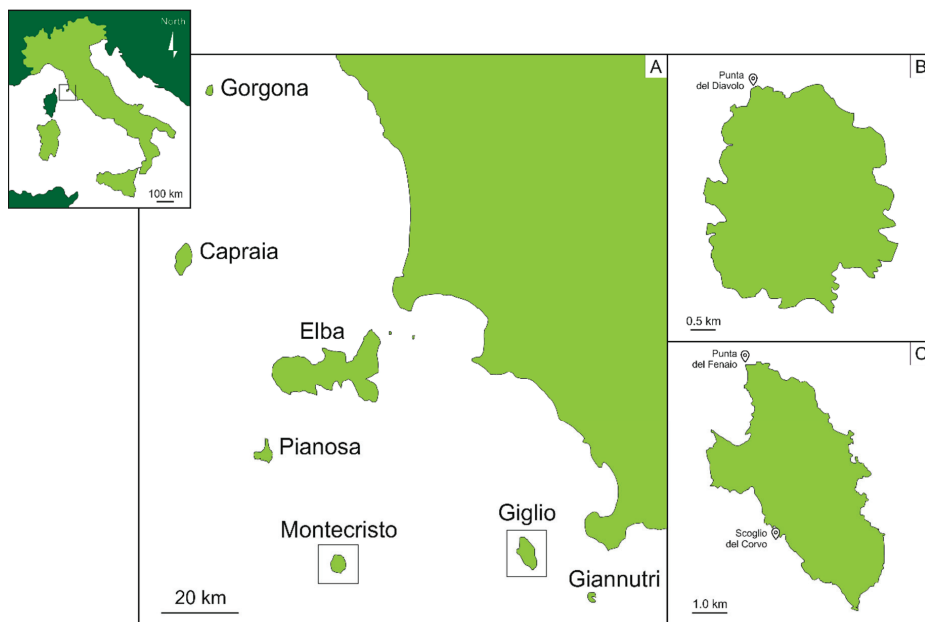 North
100 km
A
Gorgona
Capraia
Elba
Pianosa
Montecristo
Giglio
Giannutri
20 km
B
Punta
del Diavolo
0.5 km
C
Punta
del Fenaio
Scoglio
del Corvo
1.0 km